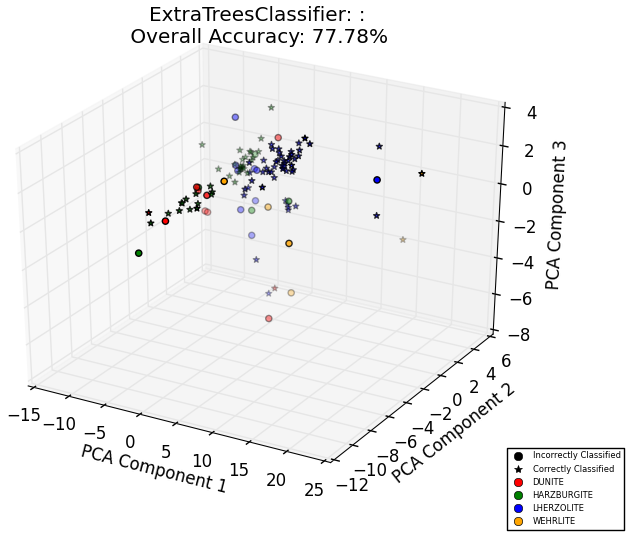 ExtraTreesClassifier: :
Overall Accuracy: 77.78%
4
2
0
−2
−4
−6
−8
PCA Component 3
6
4
2
0
−2
−4
−6
−8
−10
−12
PCA Component 2
−15
−10
−5
0
5
10
15
20
25
PCA Component 1
Incorrectly Classified
Correctly Classified
DUNITE
HARZBURGITE
LHERZOLITE
WEHRLITE